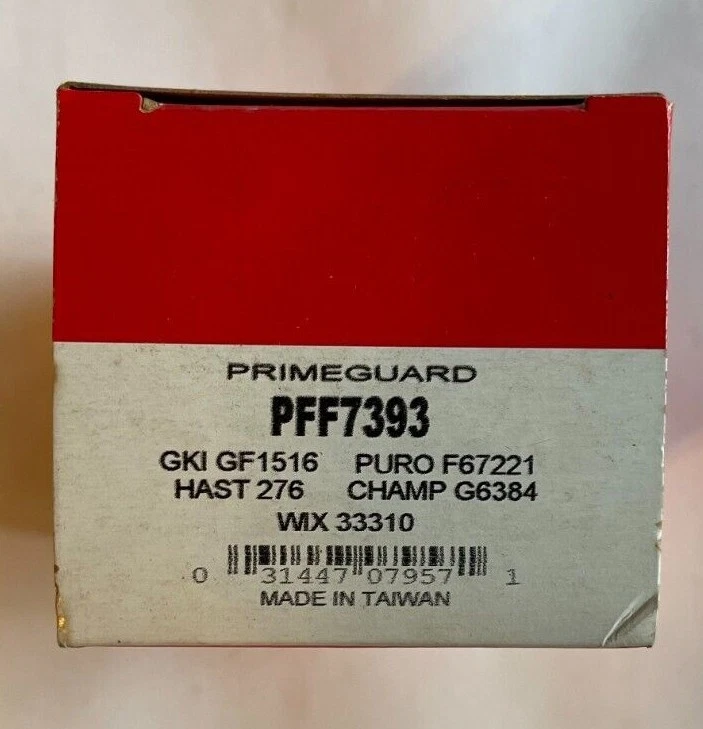 PRIMEGUARD
PFF7393
GKI GF1516 PURO F67221
HAST 276 CHAMP G6384
WIX 33310
0 31447 07957 1
MADE IN TAIWAN